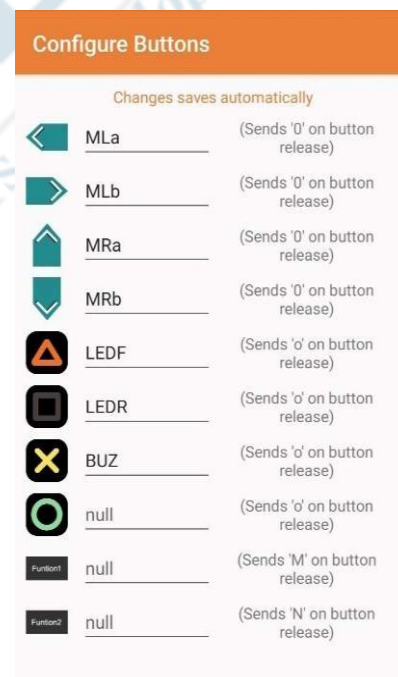 Configure Buttons
Changes saves automatically
MLa (Sends '0' on button
release)
MLb (Sends '0' on button
release)
MRa (Sends '0' on button
release)
MRb (Sends '0' on button
release)
LEDF (Sends 'o' on button
release)
LEDR (Sends 'o' on button
release)
BUZ (Sends 'o' on button
release)
null (Sends 'o' on button
release)
Funtion1 null (Sends 'M' on button
release)
Funtion2 null (Sends 'N' on button
release)